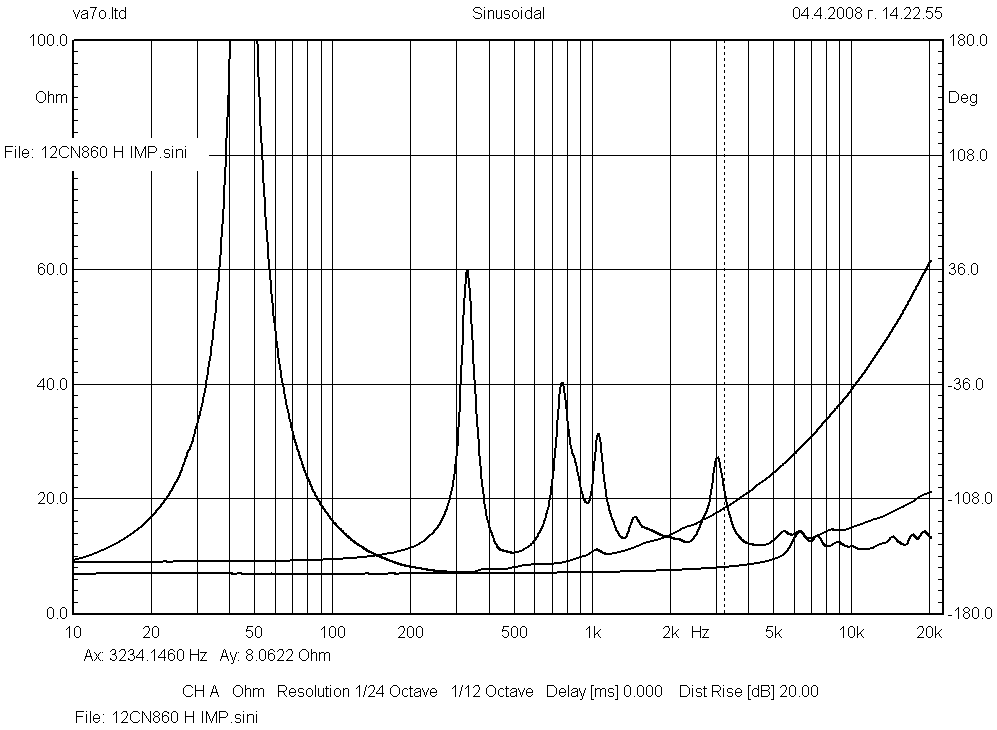 va7o.ltd Sinusoidal 04.4.2008 г. 14.22.55
100.0 180.0
Ohm Deg
File: 12CN860 H IMP.sini 108.0
60.0 36.0
40.0 -36.0
20.0 -108.0
0.0 -180.0
10 20 50 100 200 500 1k 2k Hz 5k 10k 20k
Ax: 3234.1460 Hz Ay: 8.0622 Ohm
CH A Ohm Resolution 1/24 Octave 1/12 Octave Delay [ms] 0.000 Dist Rise [dB] 20.00
File: 12CN860 H IMP.sini